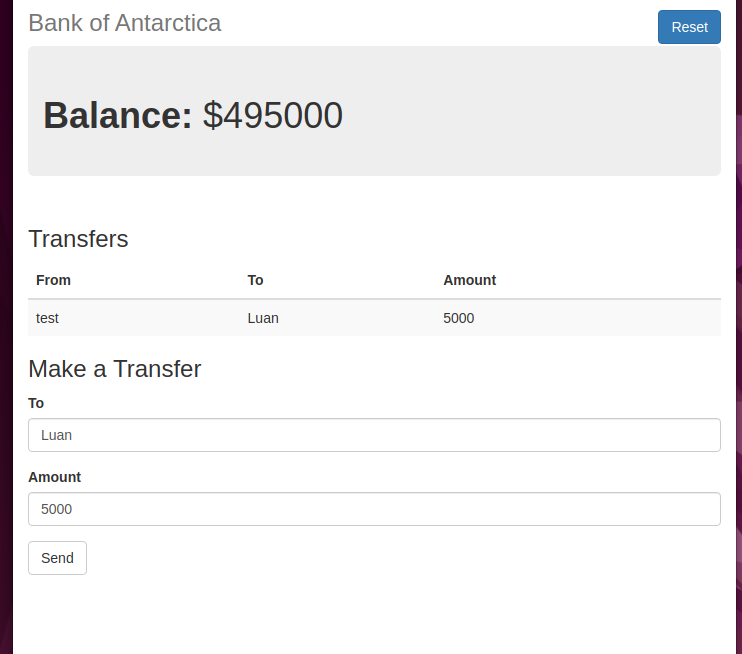 Bank of Antarctica
Reset
Balance: $495000
Transfers
From To Amount
test Luan 5000
Make a Transfer
To
Luan
Amount
5000
Send